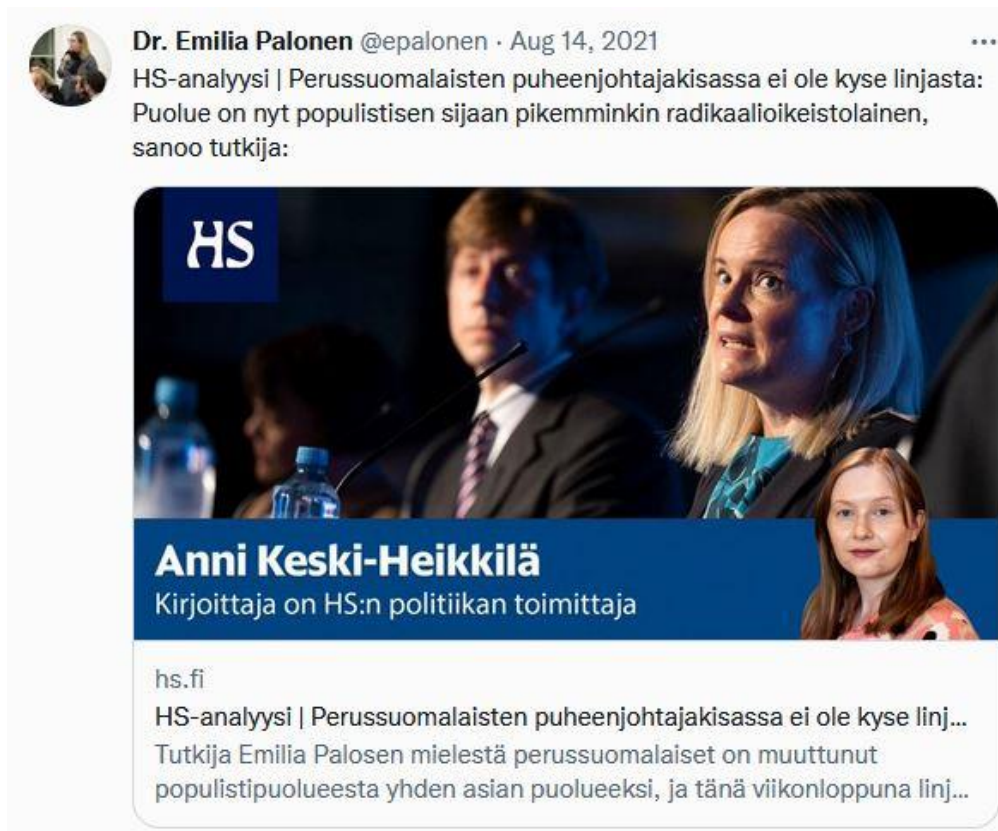 Dr. Emilia Palonen @epalonen · Aug 14, 2021 ...
HS-analyysi | Perussuomalaisten puheenjohtajakisassa ei ole kyse linjasta:
Puolue on nyt populistisen sijaan pikemminkin radikaalioikeistolainen,
sanoo tutkija:
HS
Anni Keski-Heikkilä
Kirjoittaja on HS:n politiikan toimittaja
hs.fi
HS-analyysi | Perussuomalaisten puheenjohtajakisassa ei ole kyse linj...
Tutkija Emilia Palosen mielestä perussuomalaiset on muuttunut
populistipuolueesta yhden asian puolueeksi, ja tänä viikonloppuna linj...